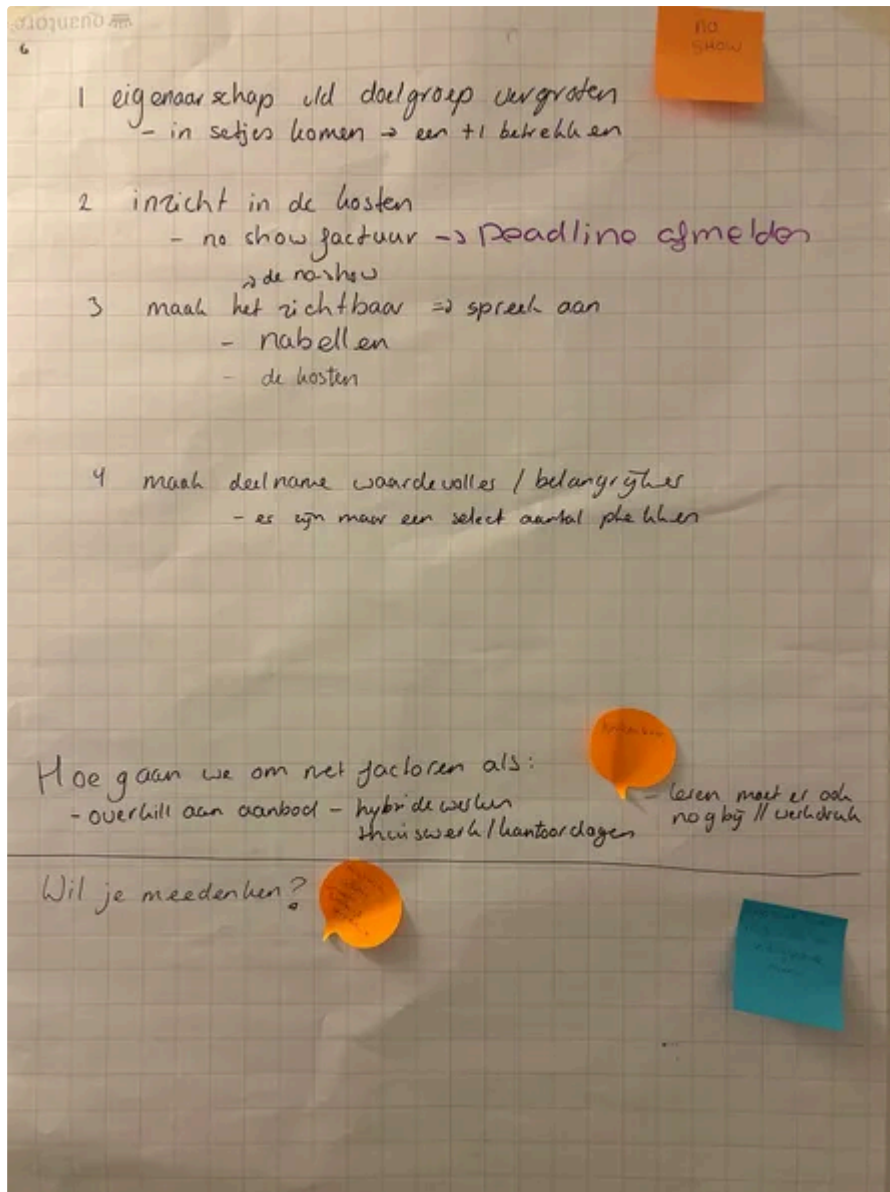 quantore
6
no
SHOW
1 eigenaarschap v/d doelgroep vergroten
- in setjes komen → een +1 betrekken
2 inzicht in de kosten
- no show factuur → Deadline afmelden
→ de no-show
3 maak het zichtbaar => spreek aan
- nabellen
- de kosten
4 maak deelname waardevoller / belangrijker
- er zijn maar een select aantal plekken
Hoe gaan we om met factoren als:
- overkill aan aanbod - hybride werken
thuiswerk/kantoordagen
- leren moet er ook
nog bij // werkdruk
Wil je meedenken?